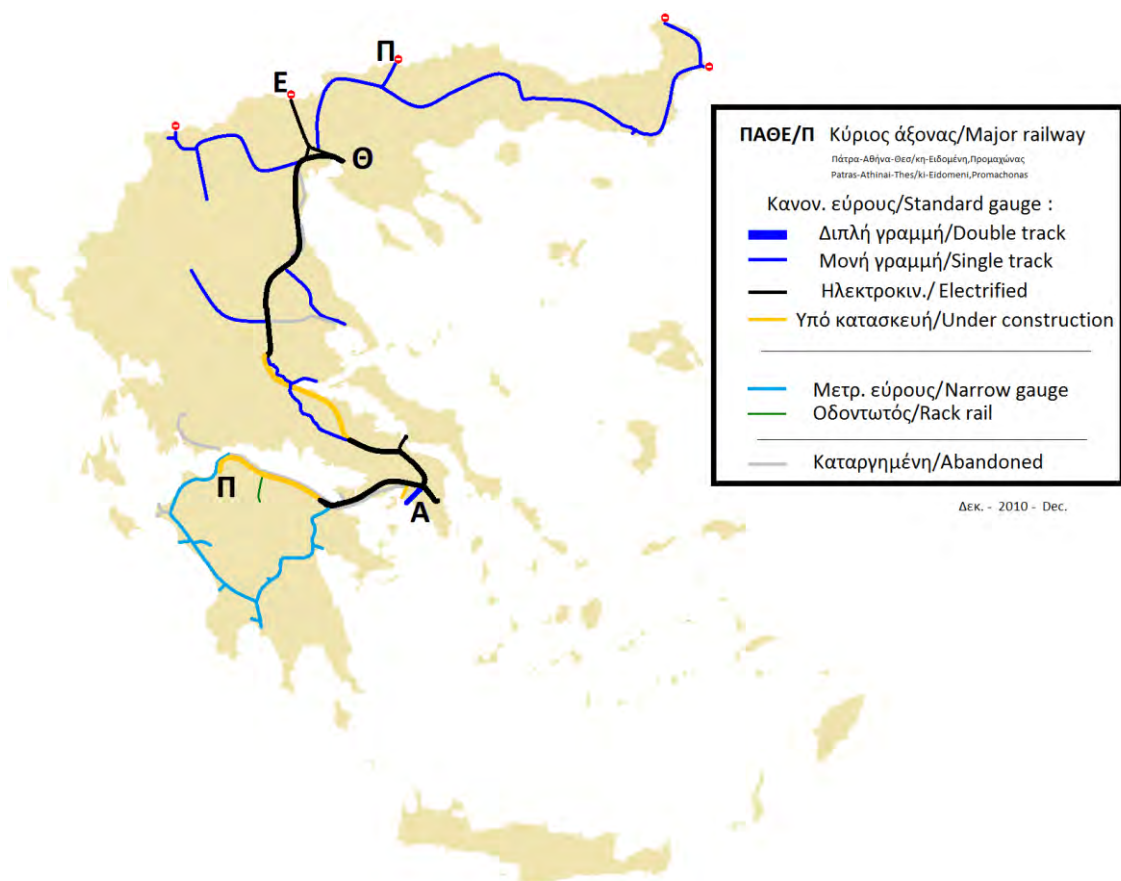 Π
Ε
Θ
Π
Α
ΠΑΘΕ/Π Κύριος άξονας/Major railway
Πάτρα-Αθήνα-Θεσ/κη-Ειδομένη,Προμαχώνας
Patras-Athinai-Thes/ki-Eidomeni,Promachonas
Κανον. εύρους/Standard gauge :
Διπλή γραμμή/Double track
Μονή γραμμή/Single track
Ηλεκτροκιν./ Electrified
Υπό κατασκευή/Under construction
Μετρ. εύρους/Narrow gauge
Οδοντωτός/Rack rail
Καταργημένη/Abandoned
Δεκ. - 2010 - Dec.